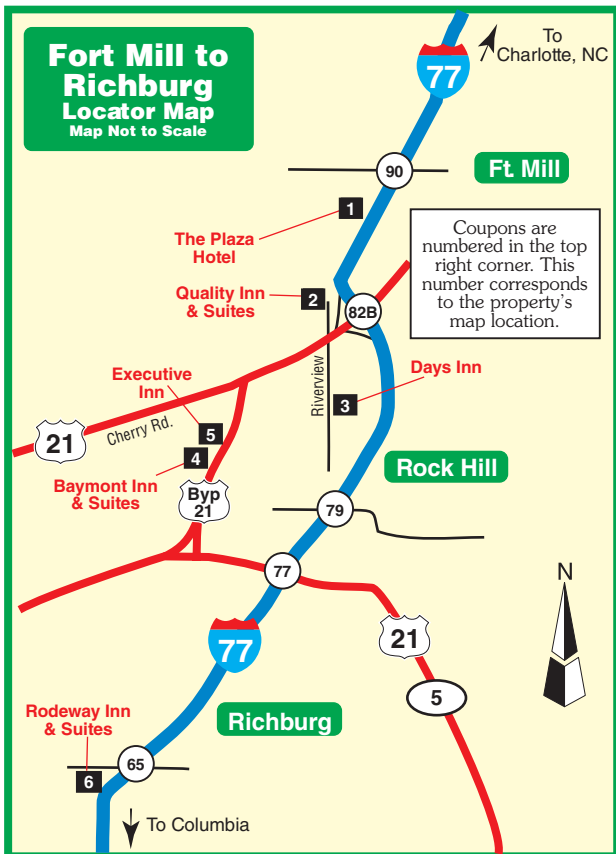 Fort Mill to
Richburg
Locator Map
Map Not to Scale
To
Charlotte, NC
77
90
Ft. Mill
1
The Plaza
Hotel
Coupons are
numbered in the top
right corner. This
number corresponds
to the property's
map location.
Quality Inn
& Suites
2
82B
Riverview
Executive
Inn
Days Inn
3
Cherry Rd.
21
5
4
Baymont Inn
& Suites
Byp
21
Rock Hill
79
77
N
77
21
5
Rodeway Inn
& Suites
Richburg
65
6
To Columbia